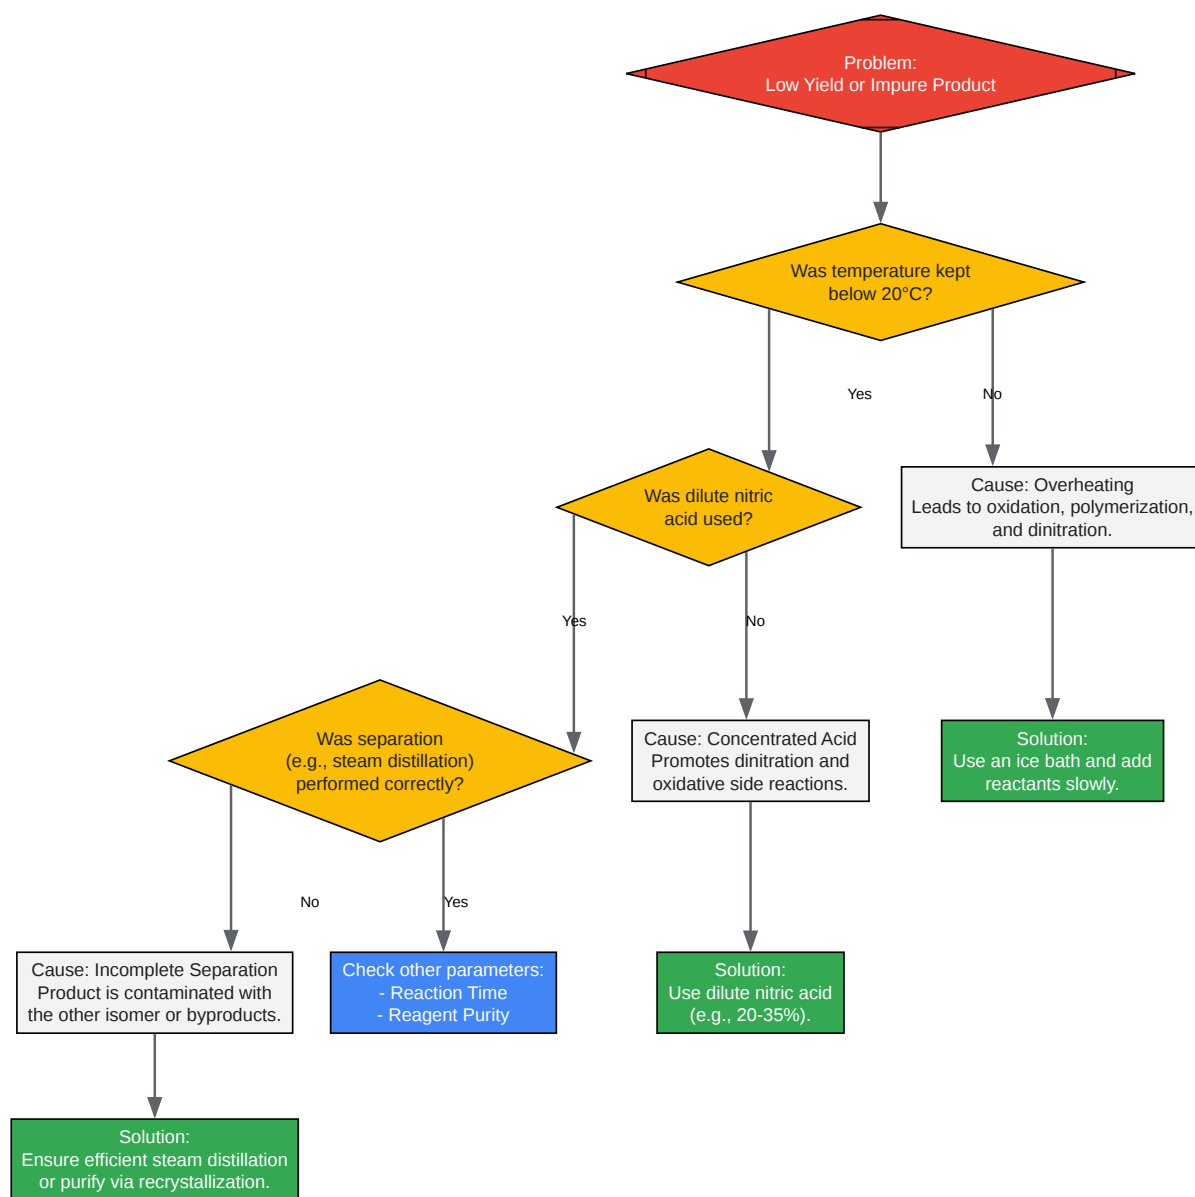 Problem:
Low Yield or Impure Product
Was temperature kept
below 20°C?
Yes
No
Was dilute nitric
acid used?
Cause: Overheating
Leads to oxidation, polymerization,
and dinitration.
Yes
No
Was separation
(e.g., steam distillation)
performed correctly?
Cause: Concentrated Acid
Promotes dinitration and
oxidative side reactions.
Solution:
Use an ice bath and add
reactants slowly.
No
Yes
Cause: Incomplete Separation
Product is contaminated with
the other isomer or byproducts.
Check other parameters:
- Reaction Time
- Reagent Purity
Solution:
Use dilute nitric acid
(e.g., 20-35%).
Solution:
Ensure efficient steam distillation
or purify via recrystallization.